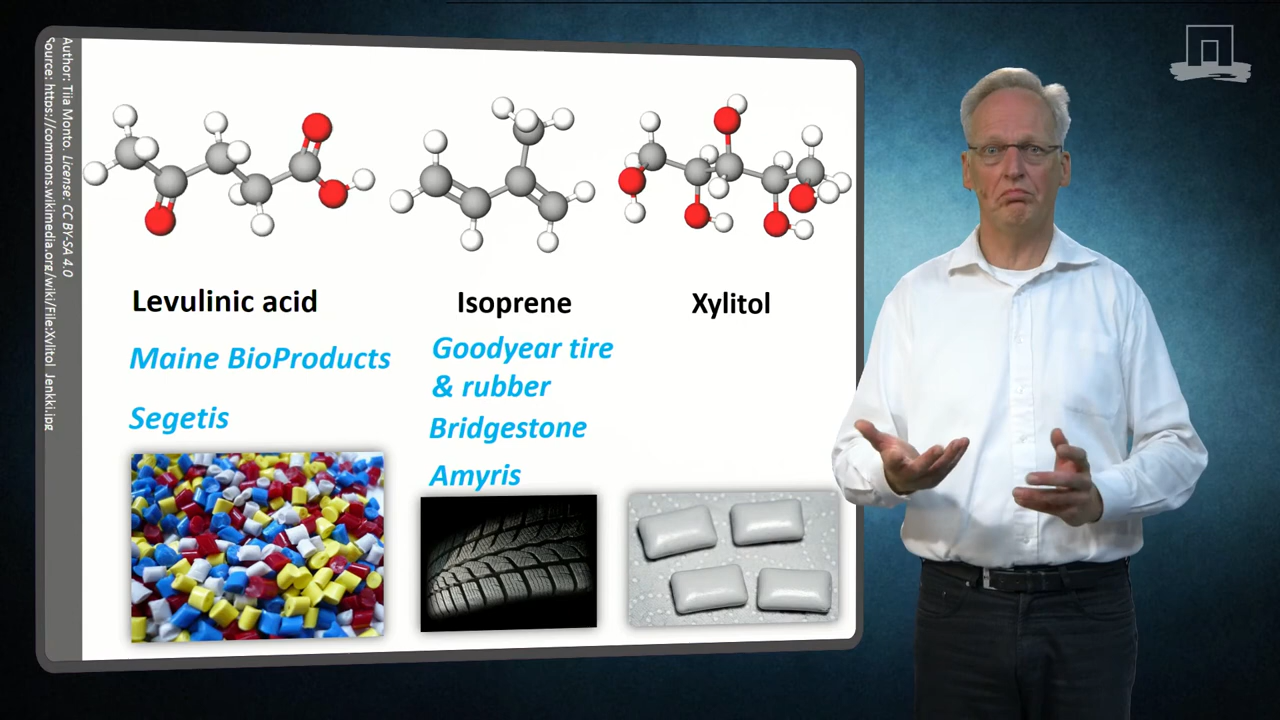 Author: Tiia Monto. License: CC BY-SA 4.0
Source: https://commons.wikimedia.org/wiki/File:Xylitol_Jenkki.jpg
Levulinic acid
Maine BioProducts
Segetis
Isoprene
Goodyear tire
& rubber
Bridgestone
Amyris
Xylitol